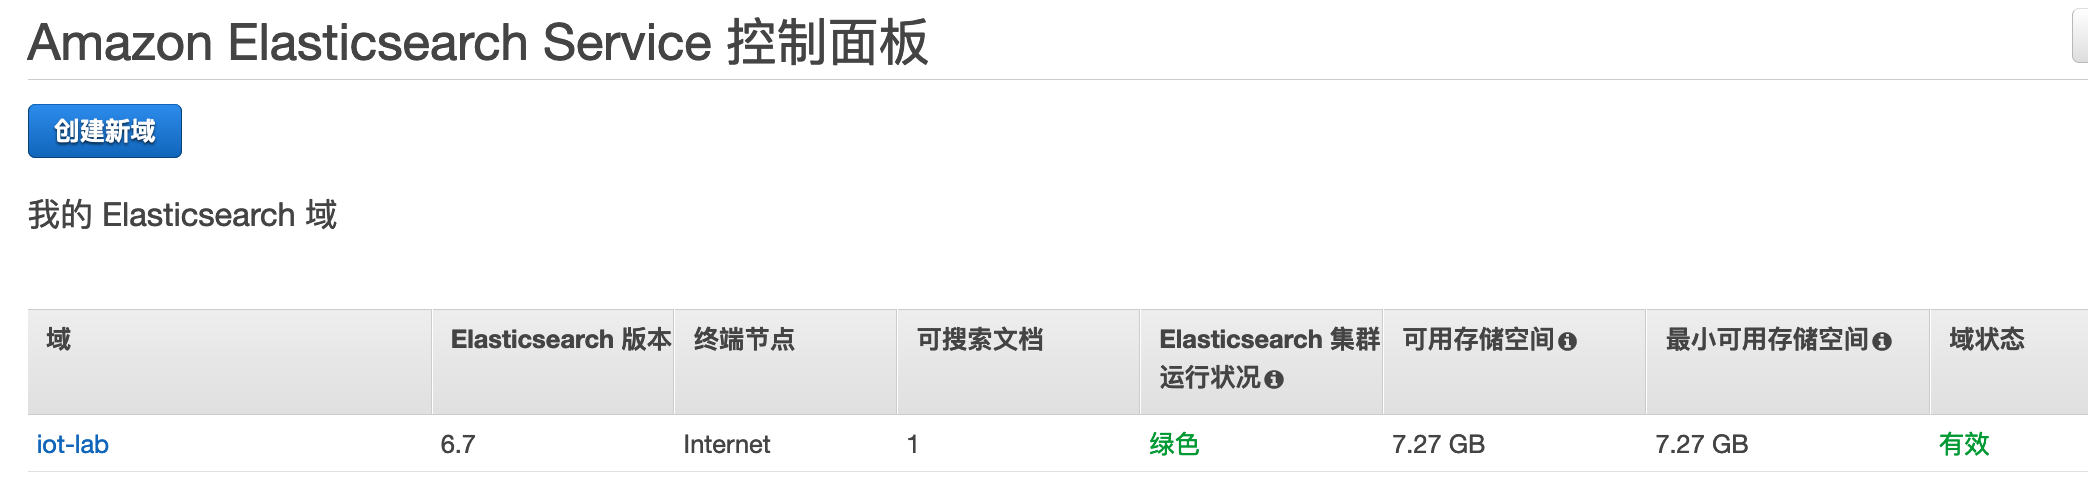 Amazon Elasticsearch Service 控制面板
创建新域
我的 Elasticsearch 域
域
Elasticsearch 版本
终端节点
可搜索文档
Elasticsearch 集群
运行状况
可用存储空间
最小可用存储空间
域状态
iot-lab
6.7
Internet
1
绿色
7.27 GB
7.27 GB
有效